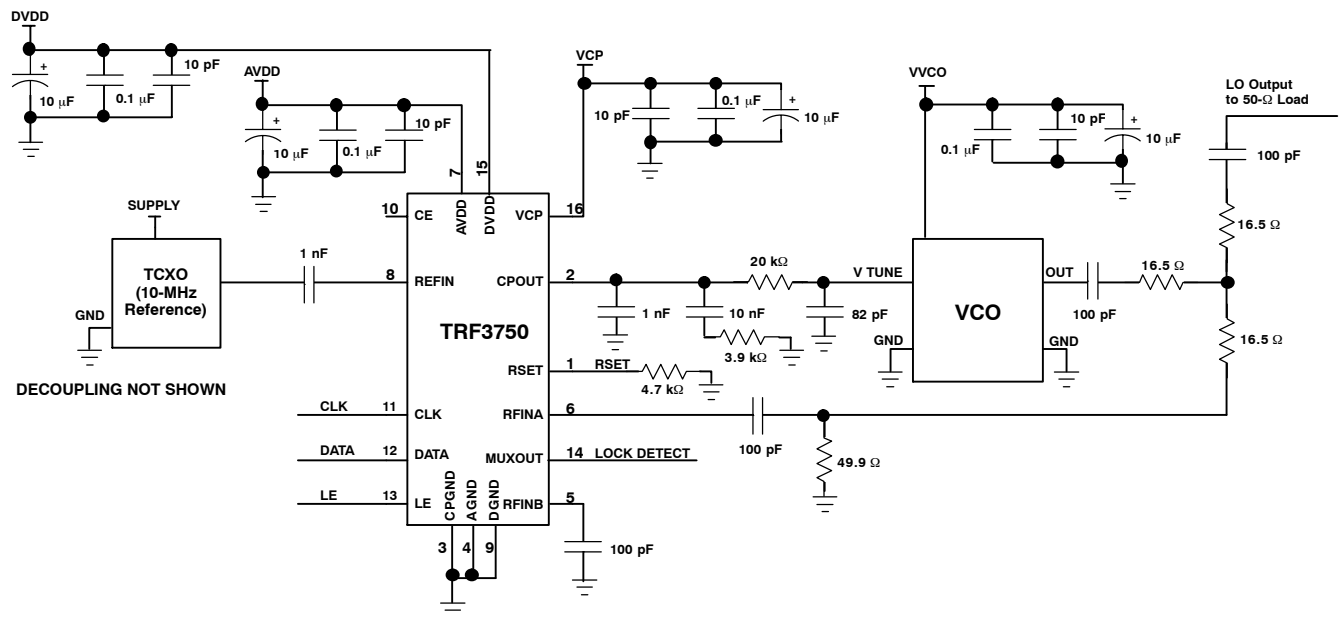 DVDD
+
10 μF
0.1 μF
10 pF
AVDD
+
10 μF
0.1 μF
10 pF
VCP
10 pF
0.1 μF
+
10 μF
VVCO
0.1 μF
10 pF
+
10 μF
LO Output
to 50-Ω Load
100 pF
16.5 Ω
SUPPLY
TCXO
(10-MHz
Reference)
GND
DECOUPLING NOT SHOWN
1 nF
7
15
10
CE
AVDD
DVDD
VCP
16
8
REFIN
CPOUT
2
TRF3750
1 nF
10 nF
20 kΩ
3.9 kΩ
82 pF
V TUNE
VCO
OUT
GND
GND
100 pF
16.5 Ω
16.5 Ω
RSET
1
RSET
4.7 kΩ
CLK
11
CLK
RFINA
6
100 pF
49.9 Ω
DATA
12
DATA
MUXOUT
14
LOCK DETECT
LE
13
LE
CPGND
AGND
DGND
RFINB
5
100 pF
3
4
9